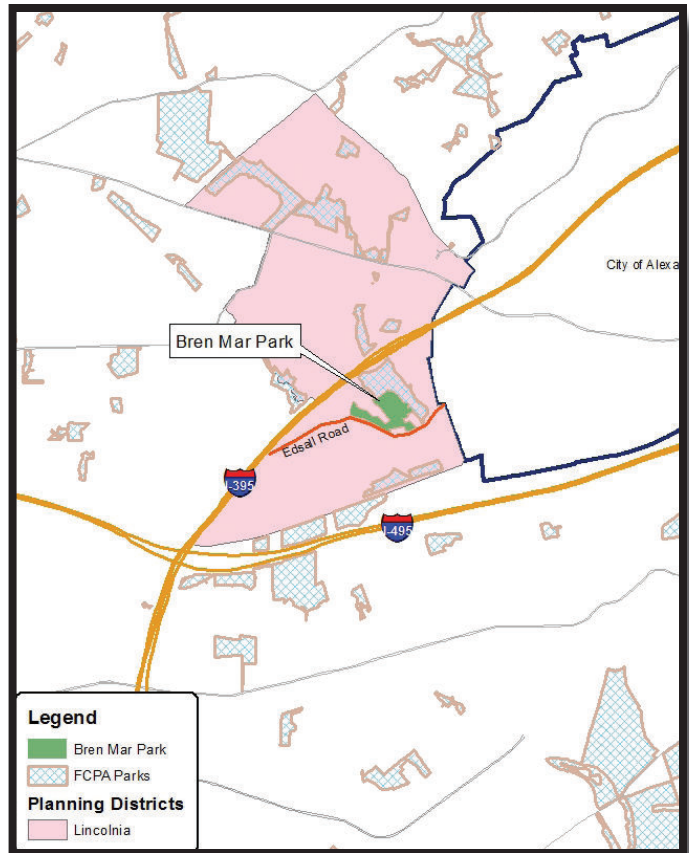 City of Alexa
Bren Mar Park
Edsall Road
I-395
I-495
Legend
Bren Mar Park
FCPA Parks
Planning Districts
Lincolnia